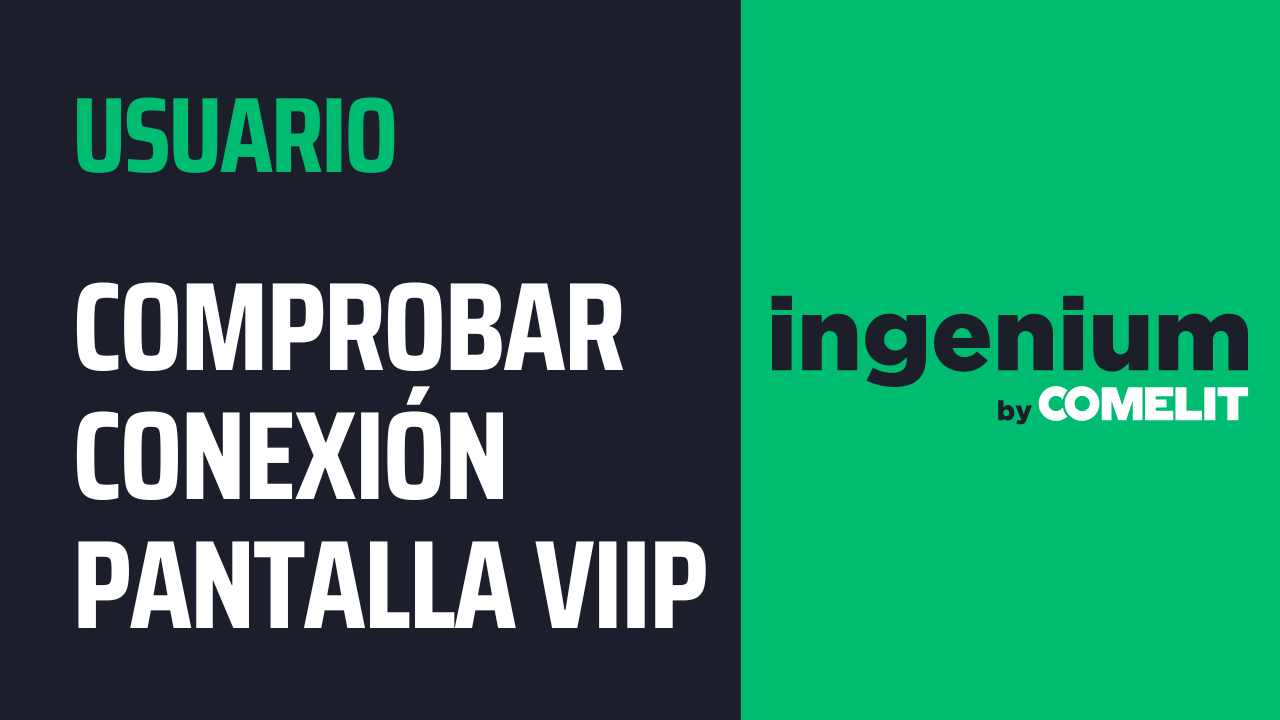 USUARIO
COMPROBAR
CONEXIÓN
PANTALLA VIIP
ingenium
by COMELIT